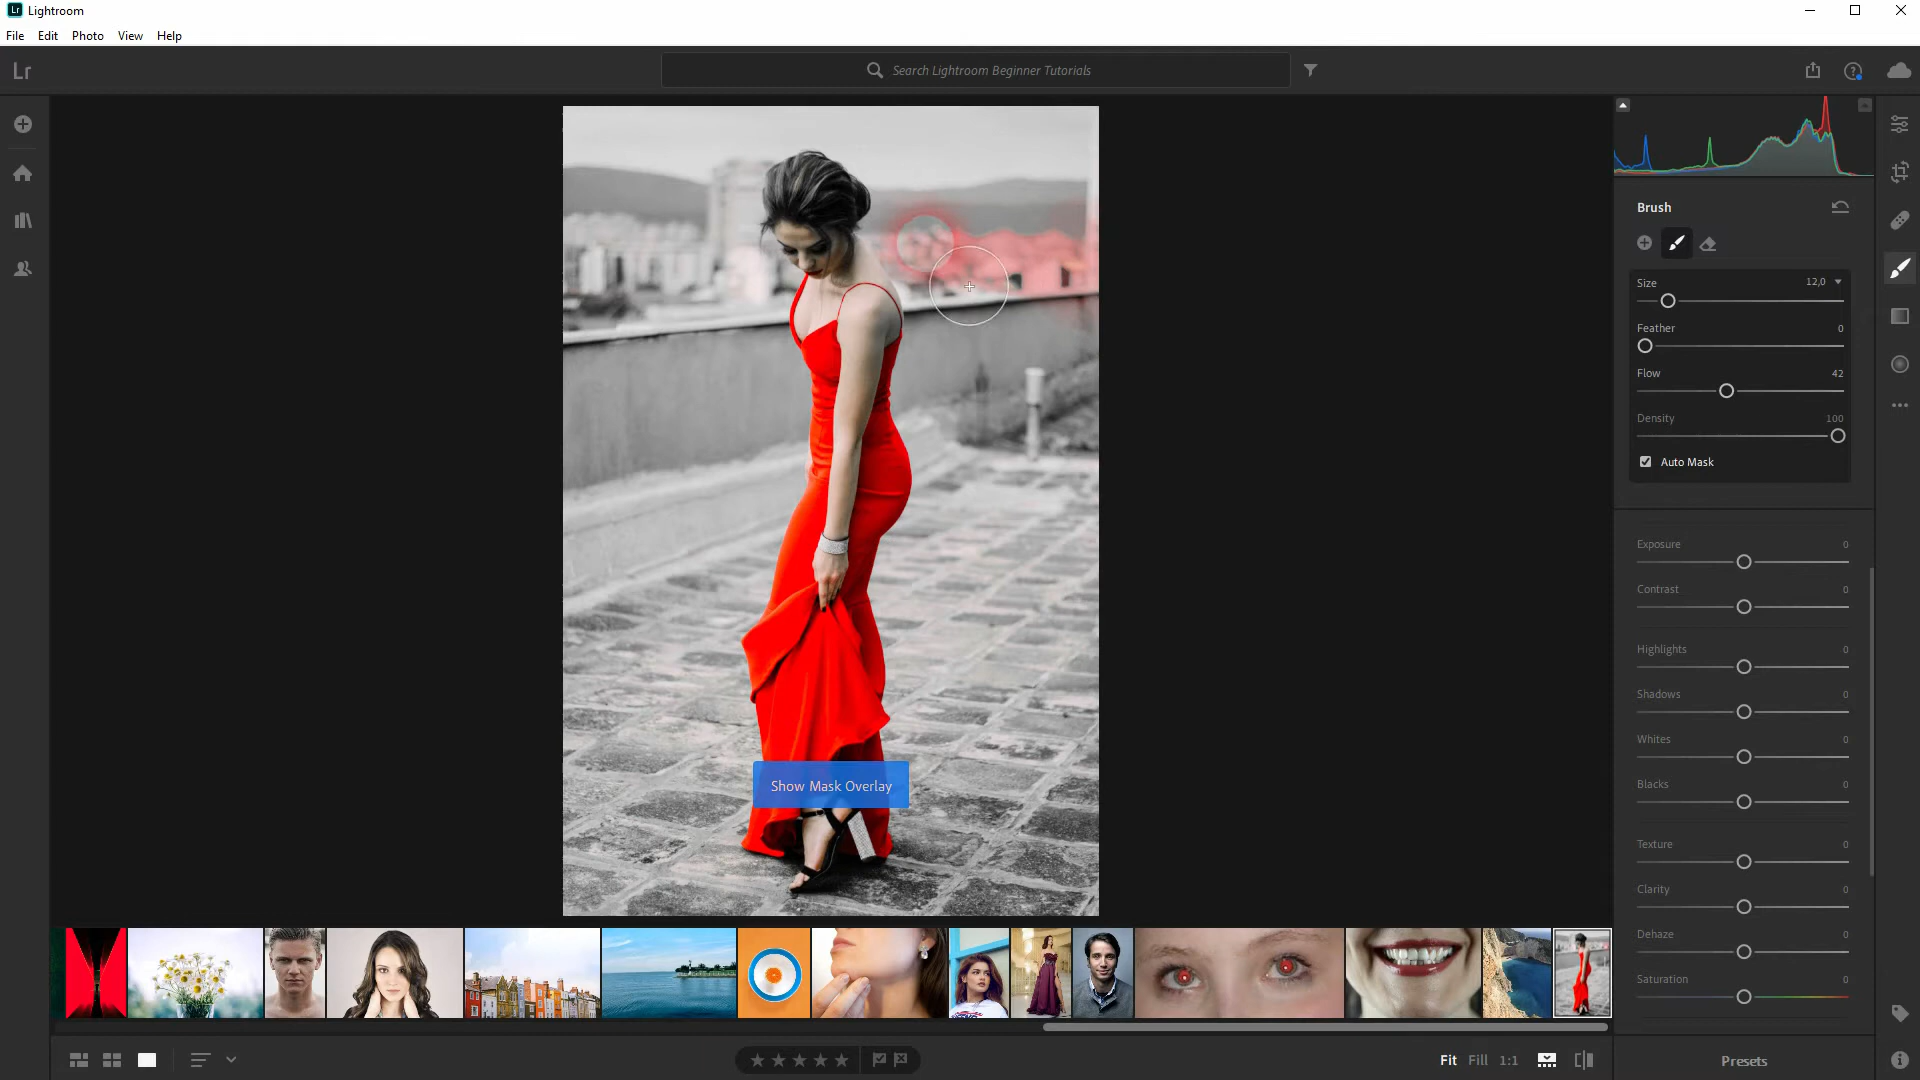 Lr Lightroom
File Edit Photo View Help
Lr
Search Lightroom Beginner Tutorials
Brush
Size 12,0
Feather 0
Flow 42
Density 100
Auto Mask
Exposure 0
Contrast 0
Highlights 0
Shadows 0
Whites 0
Blacks 0
Texture 0
Clarity 0
Dehaze 0
Saturation 0
Show Mask Overlay
Fit Fill 1:1
Presets